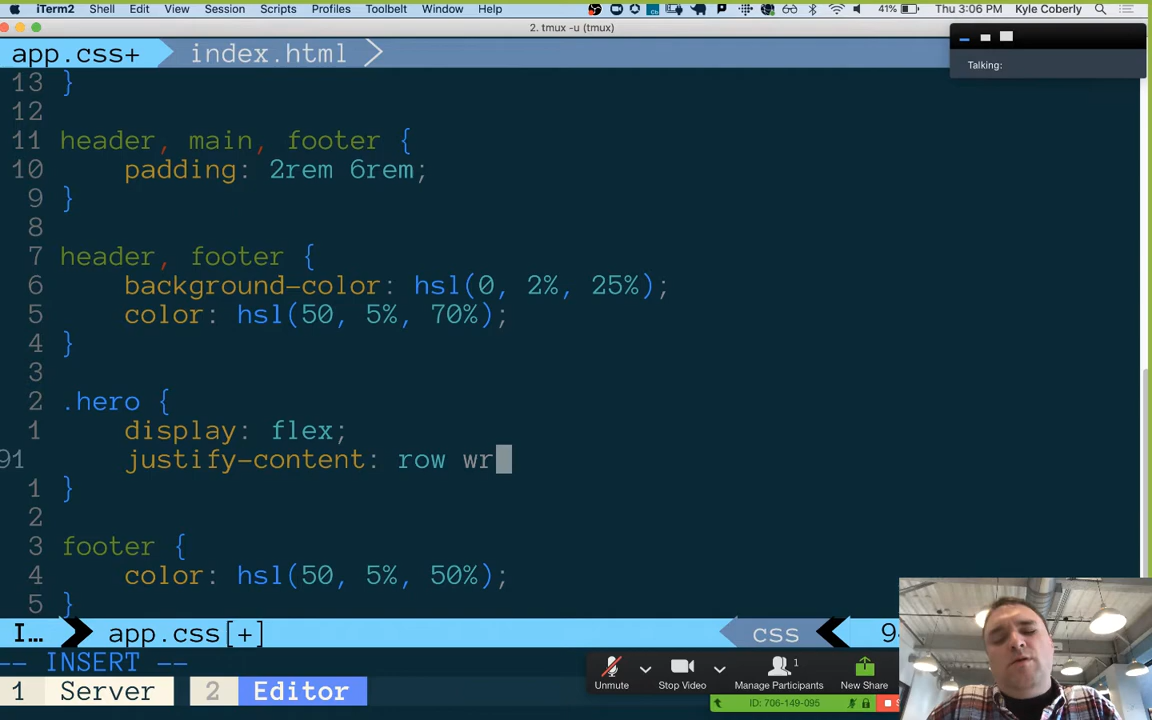 iTerm2 Shell Edit View Session Scripts Profiles Toolbelt Window Help 41% Thu 3:06 PM Kyle Coberly
2. tmux -u (tmux)
app.css+ index.html
Talking:
13 }
12
11 header, main, footer {
10 padding: 2rem 6rem;
9 }
8
7 header, footer {
6 background-color: hsl(0, 2%, 25%);
5 color: hsl(50, 5%, 70%);
4 }
3
2 .hero {
1 display: flex;
91 justify-content: row wr
1 }
2
3 footer {
4 color: hsl(50, 5%, 50%);
5 }
I... app.css[+] css
-- INSERT --
1 Server 2 Editor
Unmute Stop Video Manage Participants 1 New Share
ID: 706-149-095